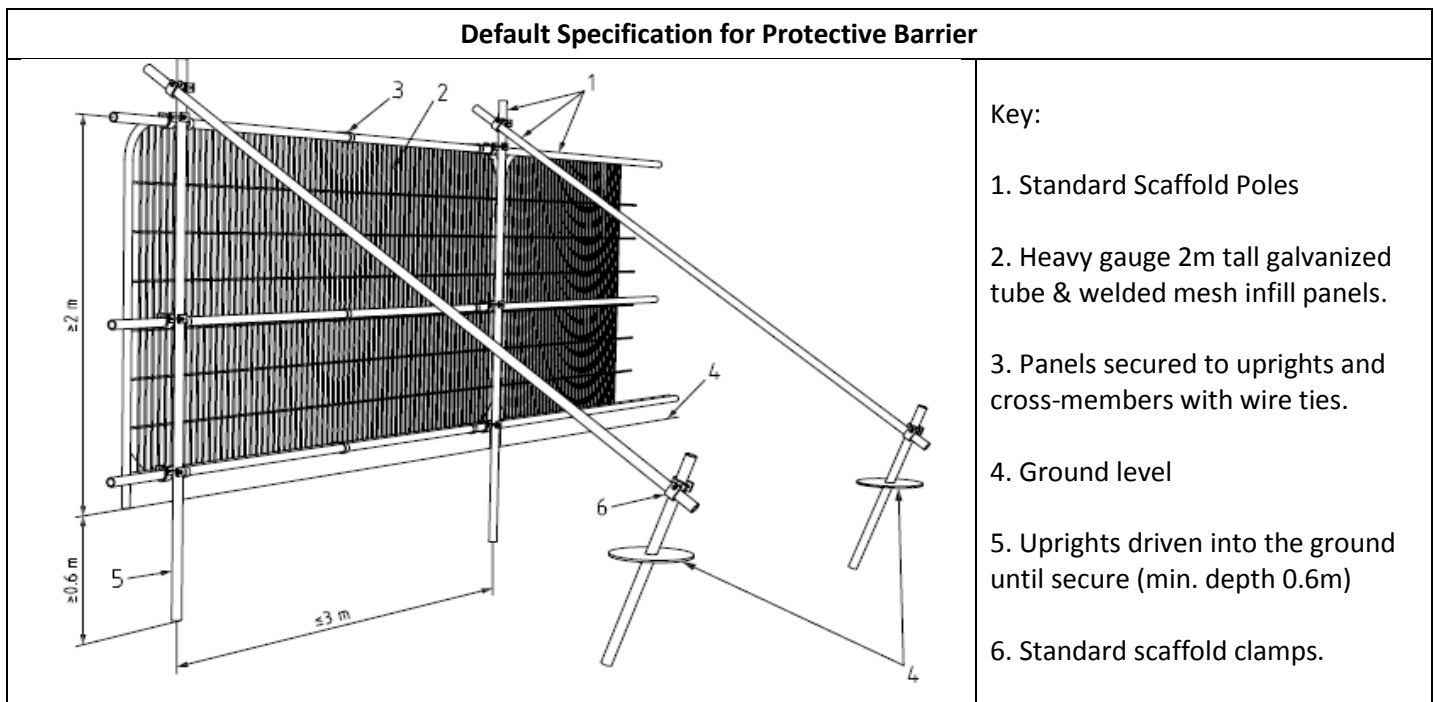 Default Specification for Protective Barrier
3
2
1
≥2 m
4
6
5
≥0.6 m
≤3 m
4
Key:
1. Standard Scaffold Poles
2. Heavy gauge 2m tall galvanized
tube & welded mesh infill panels.
3. Panels secured to uprights and
cross-members with wire ties.
4. Ground level
5. Uprights driven into the ground
until secure (min. depth 0.6m)
6. Standard scaffold clamps.